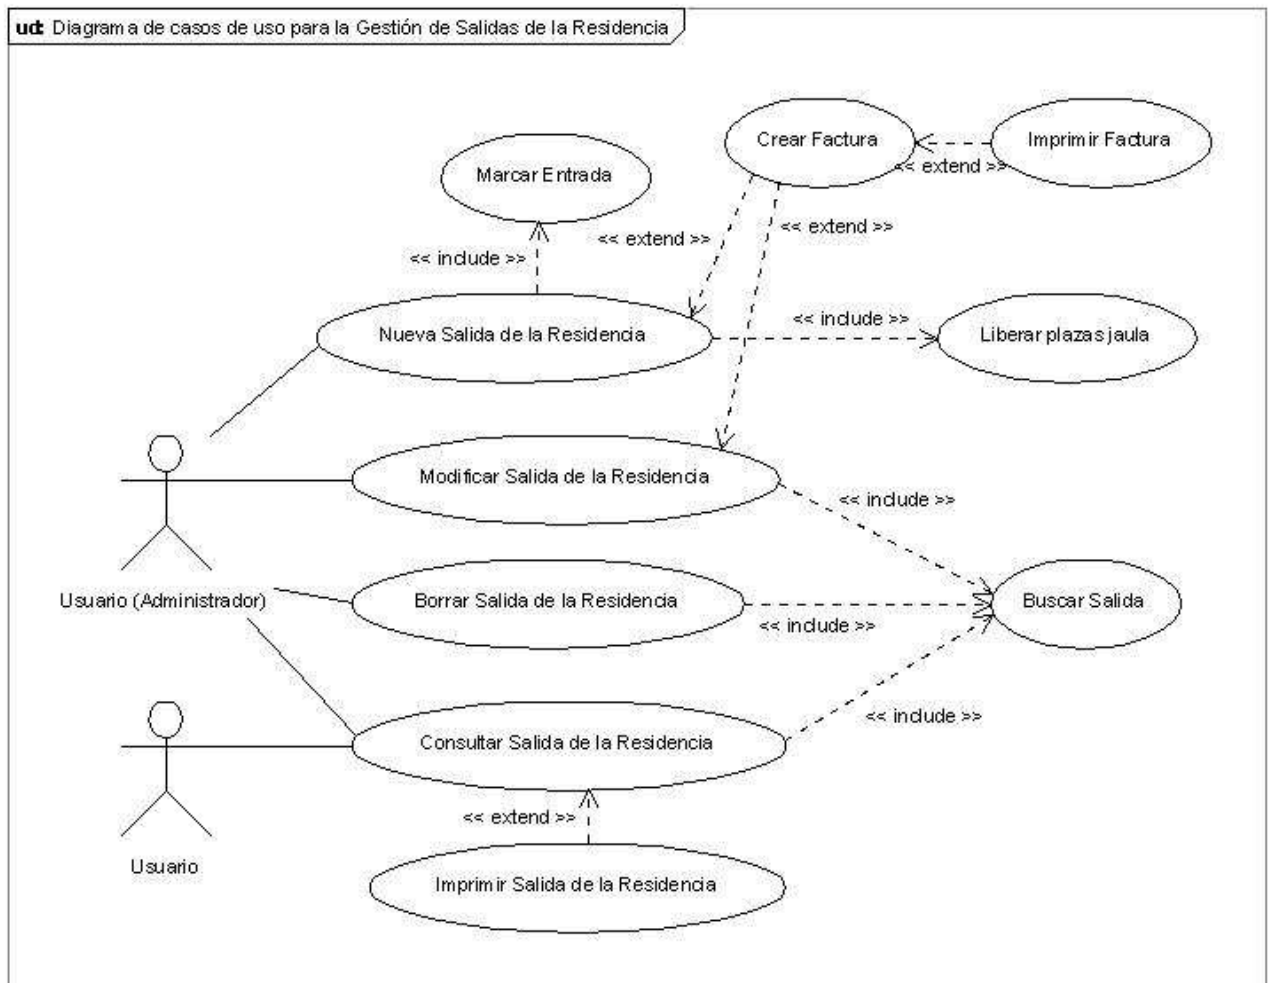 uct Diagrama de casos de uso para la Gestión de Salidas de la Residencia
Crear Factura
Imprimir Factura
<< extend >>
Marcar Entrada
<< extend >>
<< extend >>
<< include >>
Nueva Salida de la Residencia
<< include >>
Liberar plazas jaula
Modificar Salida de la Residencia
<< include >>
Usuario (Administrador)
Borrar Salida de la Residencia
<< include >>
Buscar Salida
<< include >>
Consultar Salida de la Residencia
<< extend >>
Usuario
Imprimir Salida de la Residencia